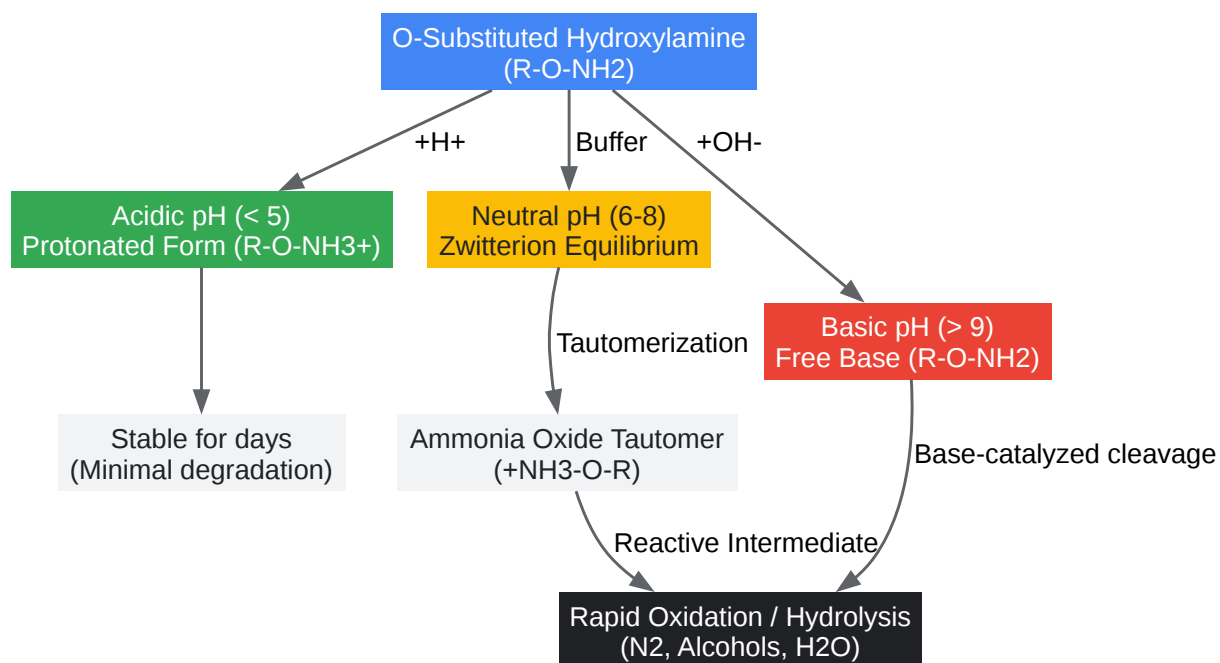 O-Substituted Hydroxylamine
(R-O-NH2)
+H+
Buffer
+OH-
Acidic pH (< 5)
Protonated Form (R-O-NH3+)
Neutral pH (6-8)
Zwitterion Equilibrium
Basic pH (> 9)
Free Base (R-O-NH2)
Tautomerization
Stable for days
(Minimal degradation)
Ammonia Oxide Tautomer
(+NH3-O-R)
Base-catalyzed cleavage
Reactive Intermediate
Rapid Oxidation / Hydrolysis
(N2, Alcohols, H2O)